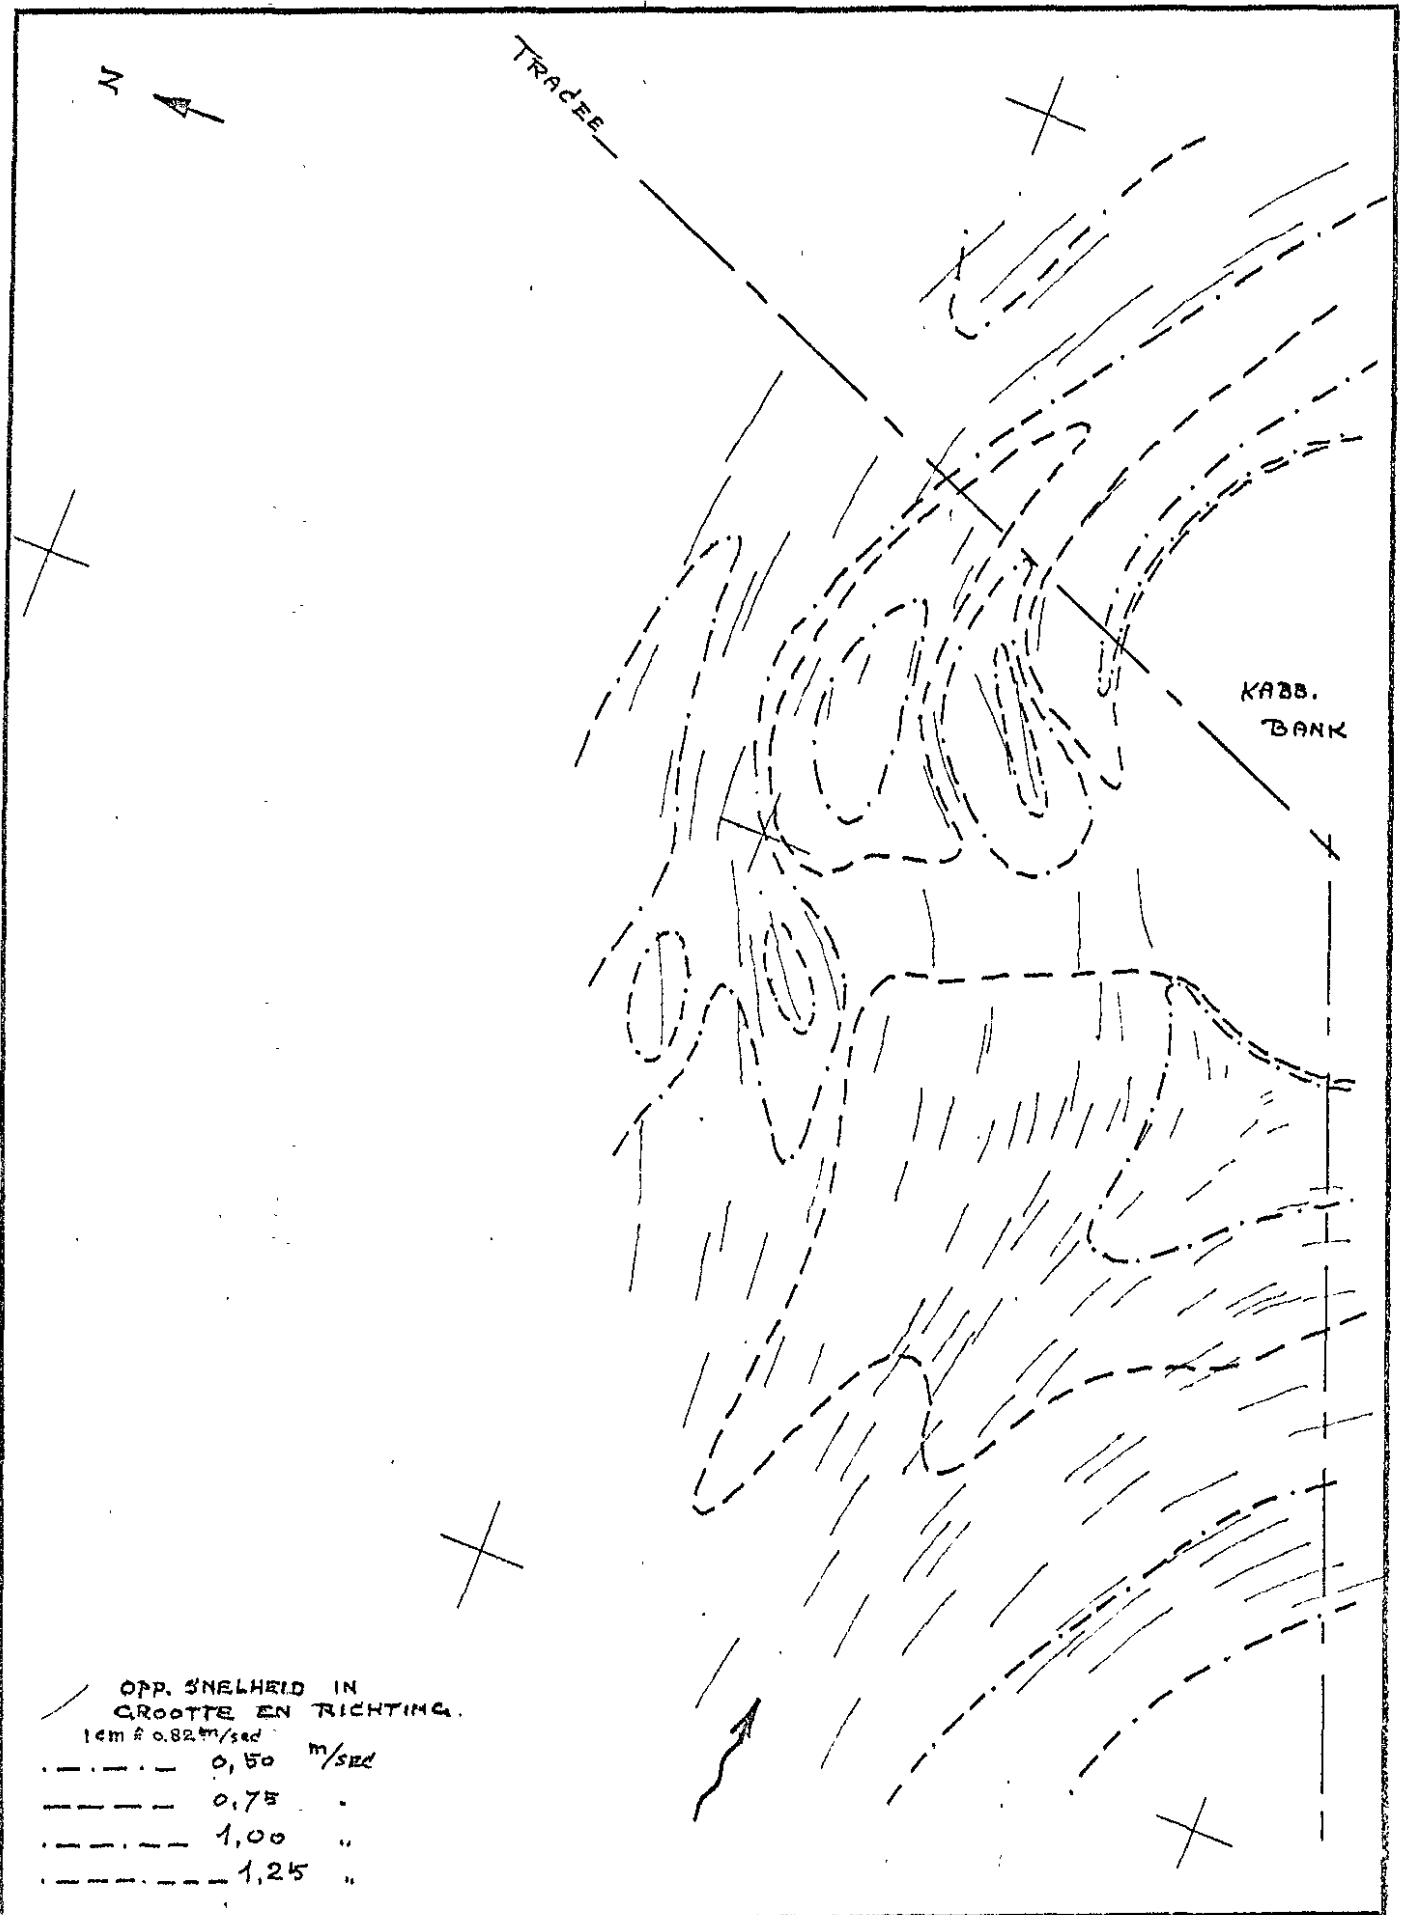 N
TRACEE
KABB.
BANK
OPP. SNELHEID IN
GROOTTE EN RICHTING.
1cm ≙ 0.82 m/sec
0,50 m/sec
0,75 "
1,00 "
1,25 "